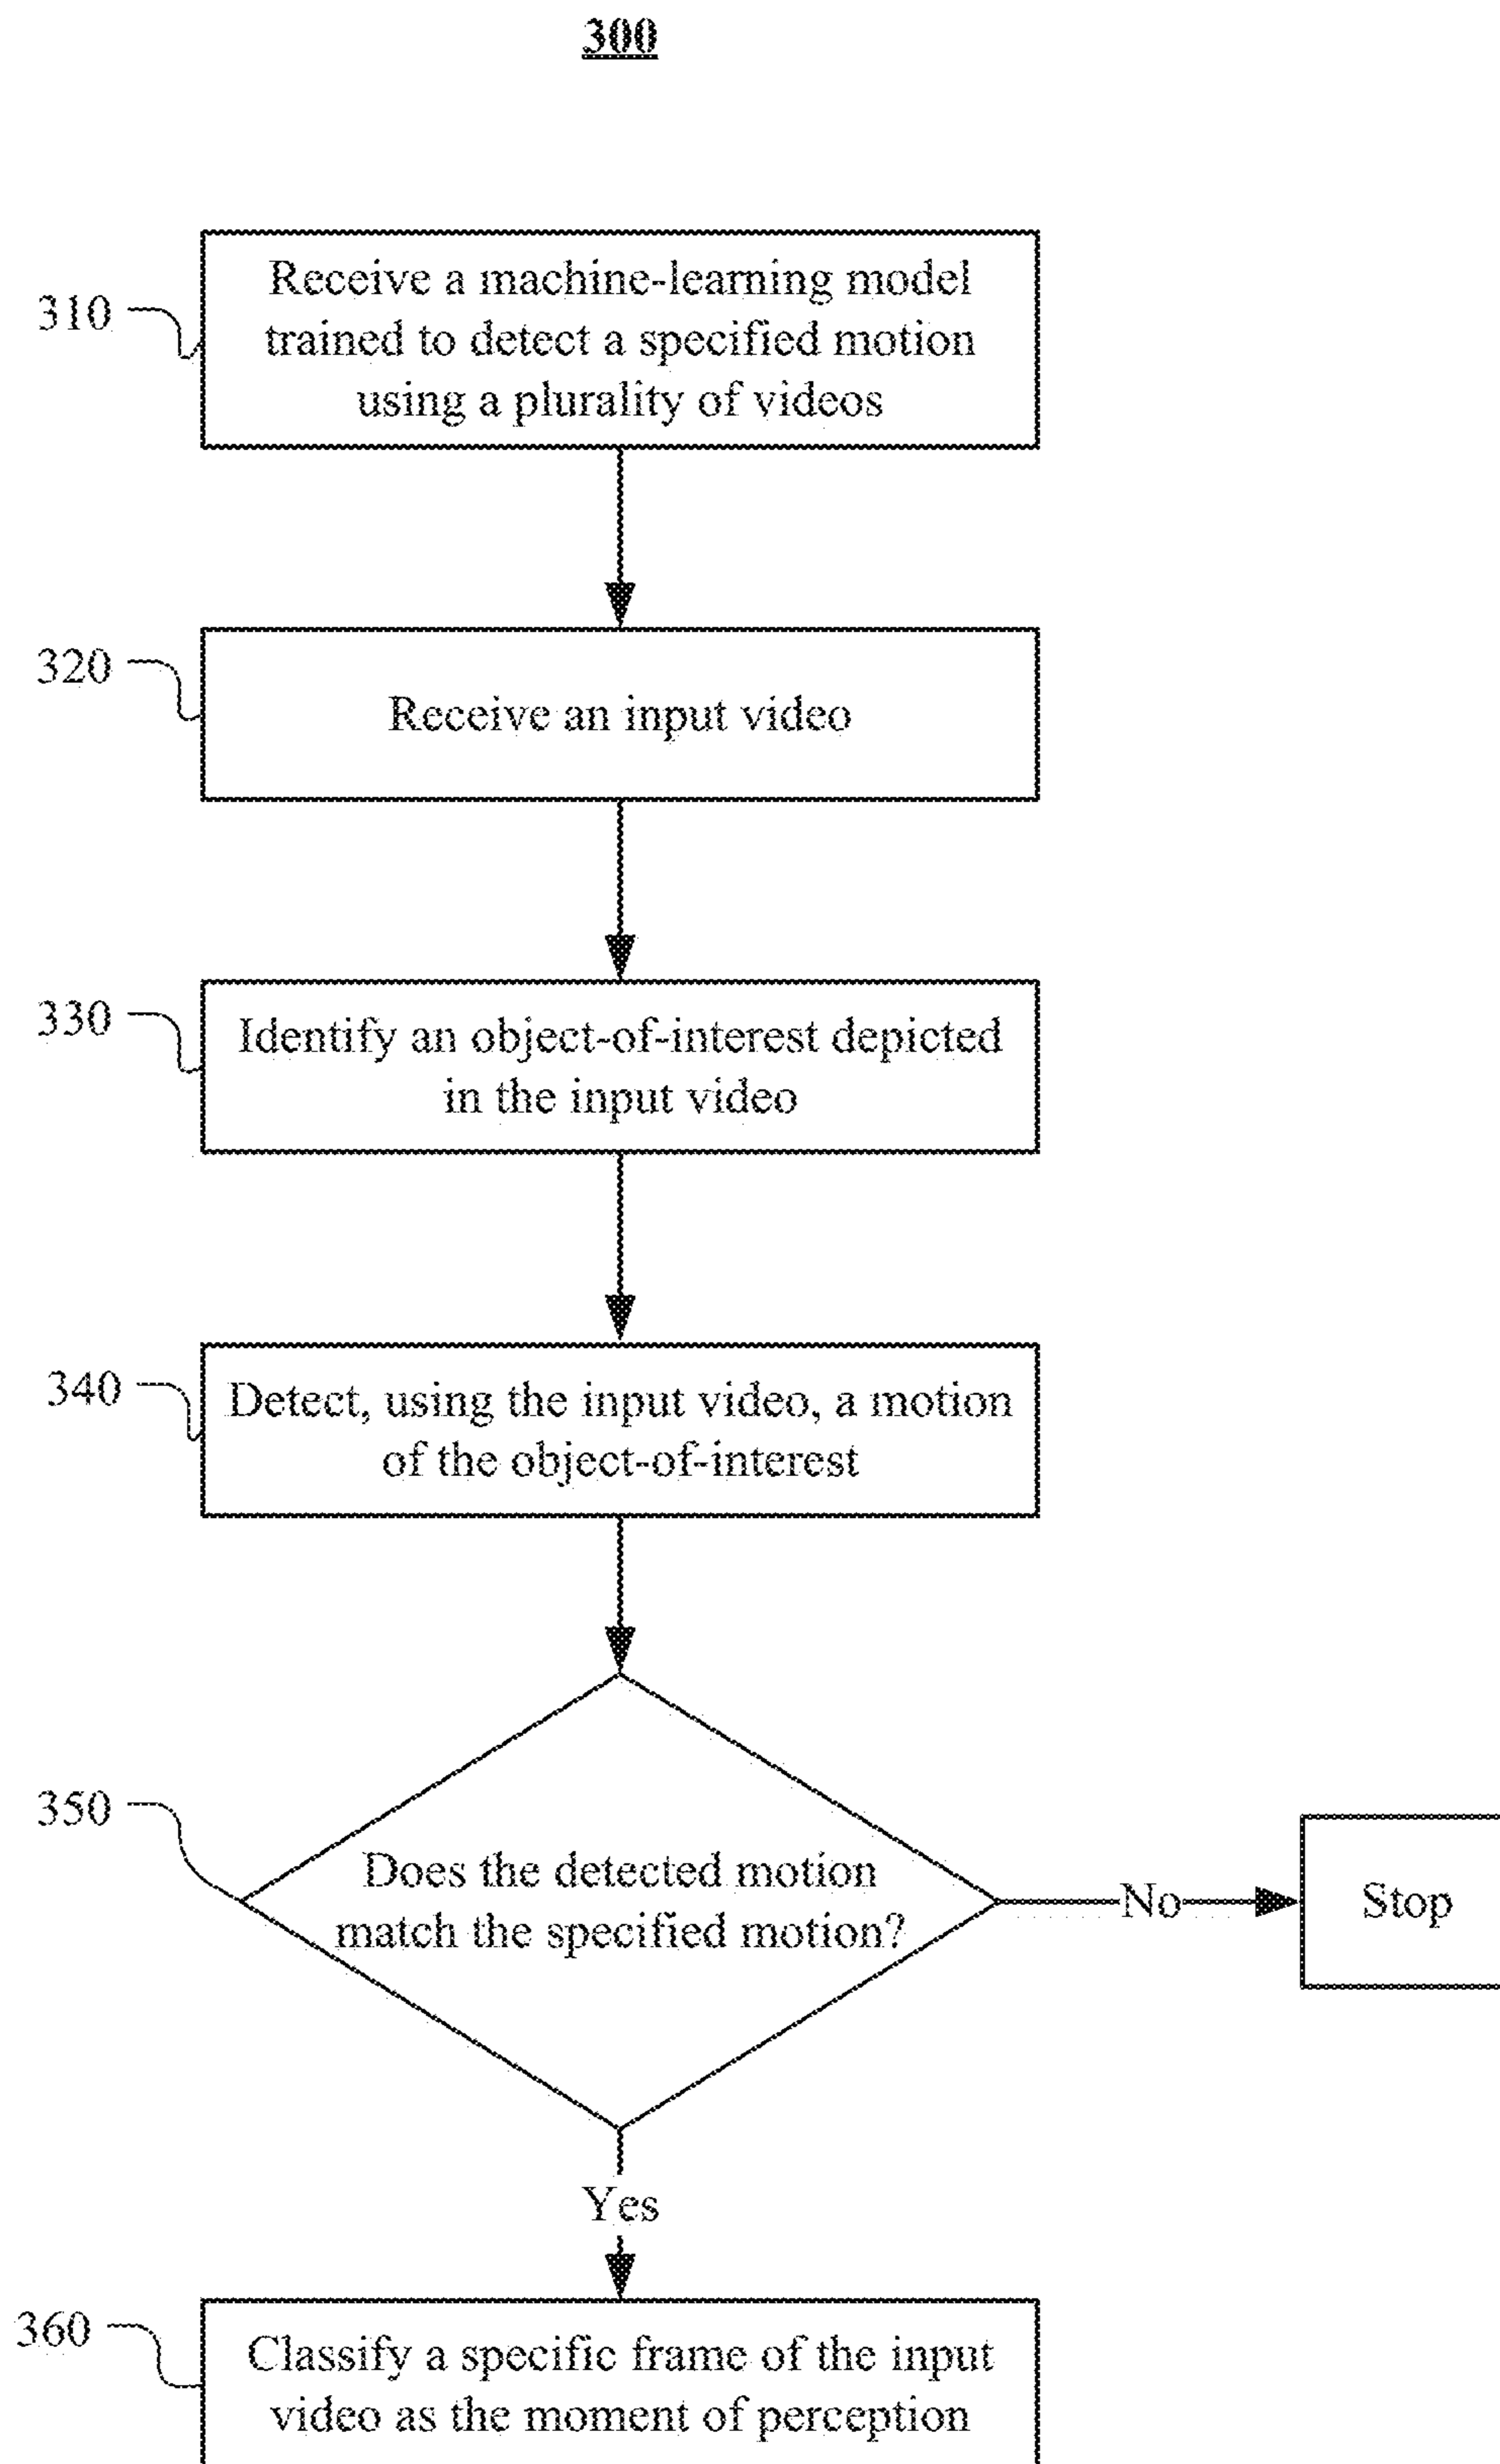 300
310
Receive a machine-learning model
trained to detect a specified motion
using a plurality of videos
320
Receive an input video
330
Identify an object-of-interest depicted
in the input video
340
Detect, using the input video, a motion
of the object-of-interest
350
Does the detected motion
match the specified motion?
No
Stop
Yes
360
Classify a specific frame of the input
video as the moment of perception